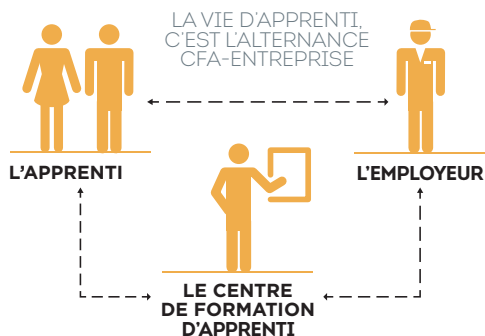 LA VIE D'APPRENTI,
C'EST L'ALTERNANCE
CFA-ENTREPRISE
L'APPRENTI
L'EMPLOYEUR
LE CENTRE
DE FORMATION
D'APPRENTI